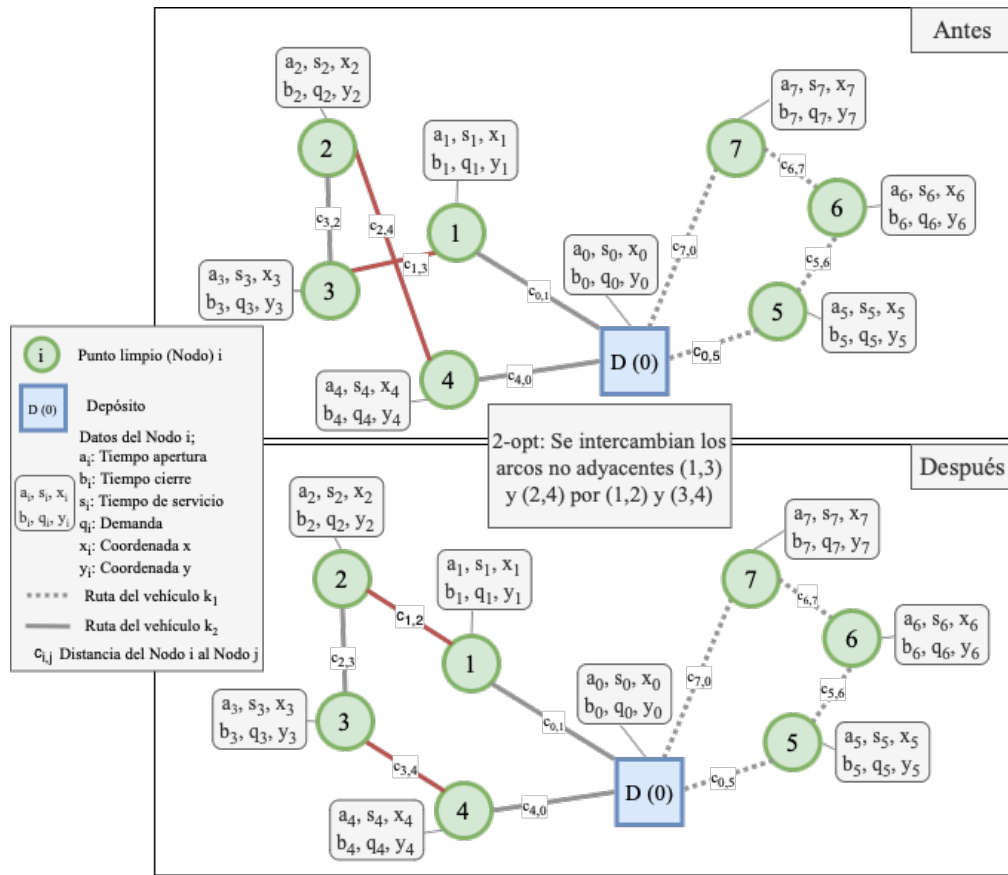 Antes
a2, s2, x2
b2, q2, y2
2
a1, s1, x1
b1, q1, y1
1
a7, s7, x7
b7, q7, y7
7
c6,7
a6, s6, x6
b6, q6, y6
6
c3,2
c2,4
c1,3
c7,0
c5,6
a3, s3, x3
b3, q3, y3
3
a0, s0, x0
b0, q0, y0
c0,1
a5, s5, x5
b5, q5, y5
5
c0,5
D (0)
c4,0
a4, s4, x4
b4, q4, y4
4
i
Punto limpio (Nodo) i
D (0)
Depósito
Datos del Nodo i;
ai: Tiempo apertura
bi: Tiempo cierre
si: Tiempo de servicio
qi: Demanda
xi: Coordenada x
yi: Coordenada y
ai, si, xi
bi, qi, yi
Ruta del vehículo k1
Ruta del vehículo k2
ci,j Distancia del Nodo i al Nodo j
2-opt: Se intercambian los
arcos no adyacentes (1,3)
y (2,4) por (1,2) y (3,4)
Después
a2, s2, x2
b2, q2, y2
2
a1, s1, x1
b1, q1, y1
1
a7, s7, x7
b7, q7, y7
7
c6,7
a6, s6, x6
b6, q6, y6
6
c1,2
c2,3
c7,0
c5,6
a3, s3, x3
b3, q3, y3
3
a0, s0, x0
b0, q0, y0
c0,1
a5, s5, x5
b5, q5, y5
5
c3,4
c0,5
D (0)
c4,0
a4, s4, x4
b4, q4, y4
4